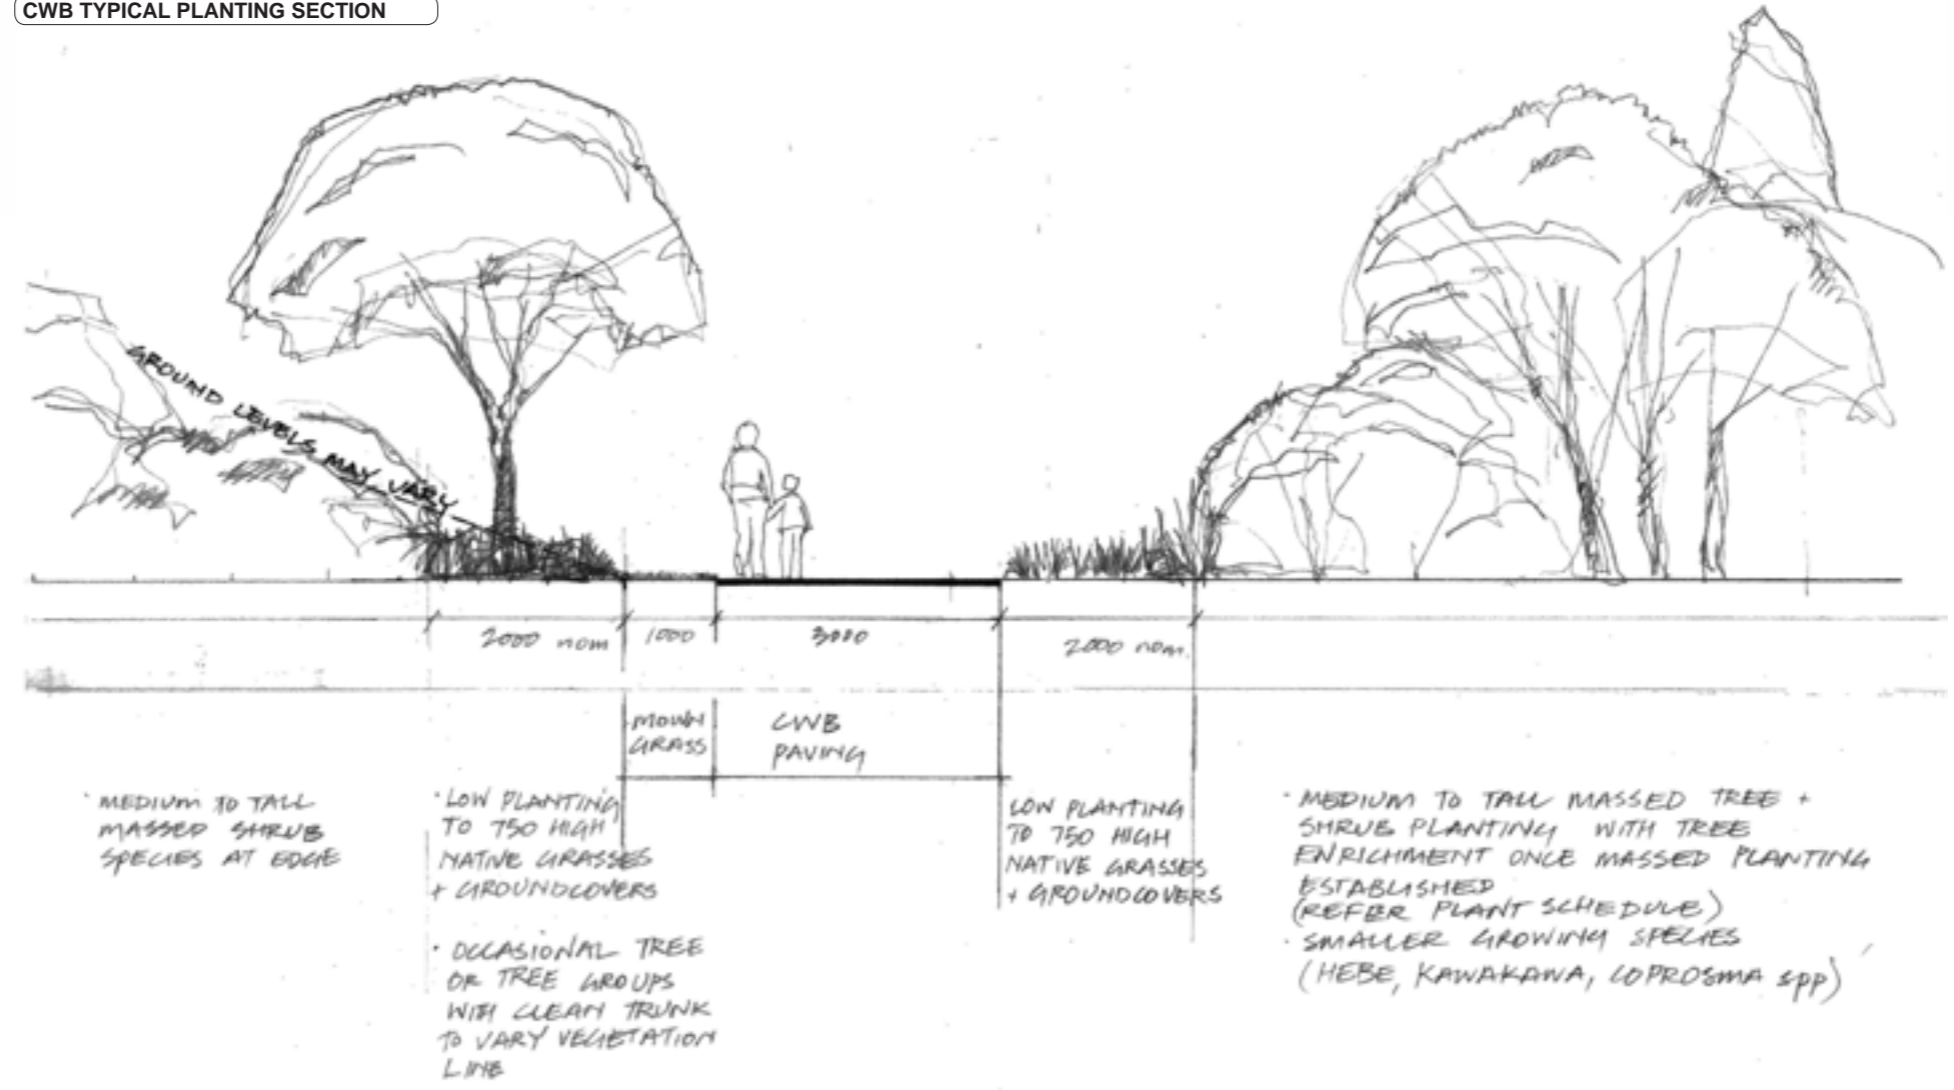 CWB TYPICAL PLANTING SECTION
GROUND LEVELS MAY VARY
2000 nom
1000
3000
2000 nom.
MOWN
GRASS
CWB
PAVING
· MEDIUM TO TALL
MASSED SHRUB
SPECIES AT EDGE
· LOW PLANTING
TO 750 HIGH
NATIVE GRASSES
+ GROUNDCOVERS
· OCCASIONAL TREE
OR TREE GROUPS
WITH CLEAN TRUNK
TO VARY VEGETATION
LINE
LOW PLANTING
TO 750 HIGH
NATIVE GRASSES
+ GROUNDCOVERS
· MEDIUM TO TALL MASSED TREE +
SHRUB PLANTING WITH TREE
ENRICHMENT ONCE MASSED PLANTING
ESTABLISHED
(REFER PLANT SCHEDULE)
· SMALLER GROWING SPECIES
(HEBE, KAWAKAWA, COPROSMA spp)